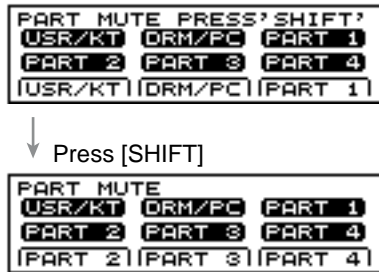 PART MUTE PRESS'SHIFT'
USR/KT DRM/PC PART 1
PART 2 PART 3 PART 4
USR/KT DRM/PC PART 1
Press [SHIFT]
PART MUTE
USR/KT DRM/PC PART 1
PART 2 PART 3 PART 4
PART 2 PART 3 PART 4